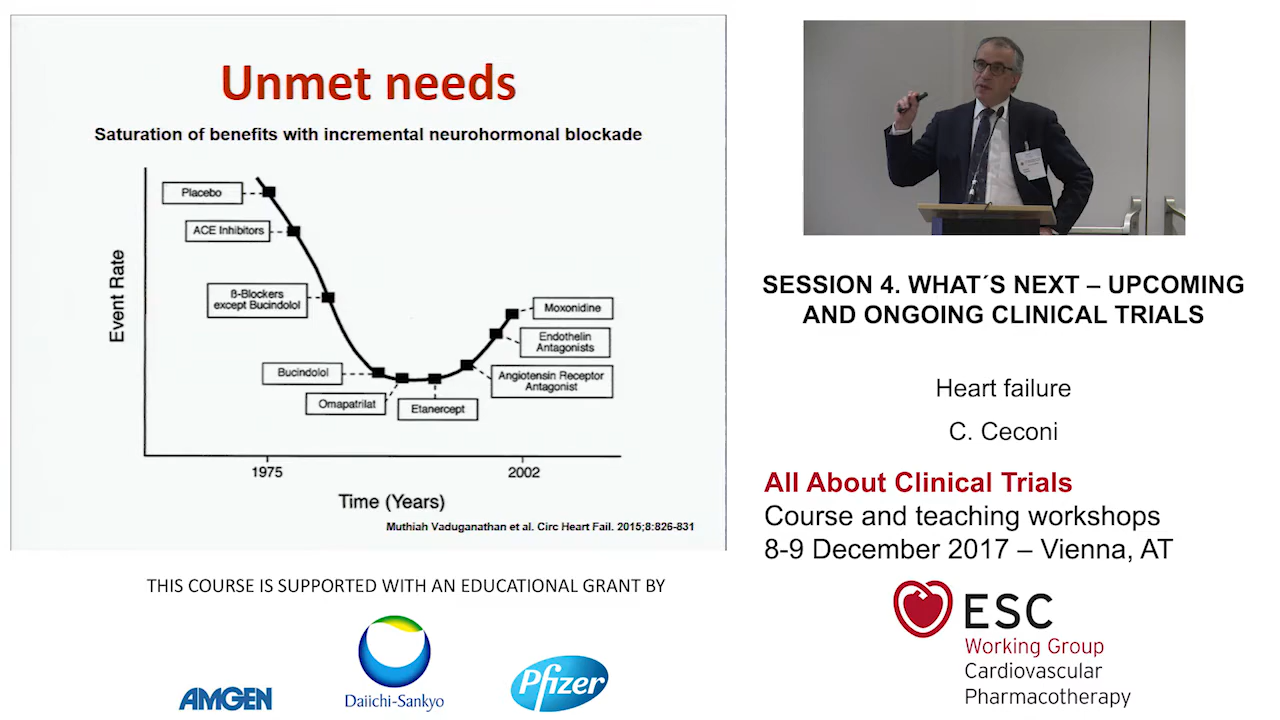 Unmet needs
Saturation of benefits with incremental neurohormonal blockade
Placebo
ACE Inhibitors
ß-Blockers
except Bucindolol
Bucindolol
Omapatrilat
Etanercept
Angiotensin Receptor
Antagonist
Endothelin
Antagonists
Moxonidine
Event Rate
1975
2002
Time (Years)
Muthiah Vaduganathan et al. Circ Heart Fail. 2015;8:826-831
THIS COURSE IS SUPPORTED WITH AN EDUCATIONAL GRANT BY
AMGEN
Daiichi-Sankyo
Pfizer
SESSION 4. WHAT´S NEXT – UPCOMING
AND ONGOING CLINICAL TRIALS
Heart failure
C. Ceconi
All About Clinical Trials
Course and teaching workshops
8-9 December 2017 – Vienna, AT
ESC
Working Group
Cardiovascular
Pharmacotherapy